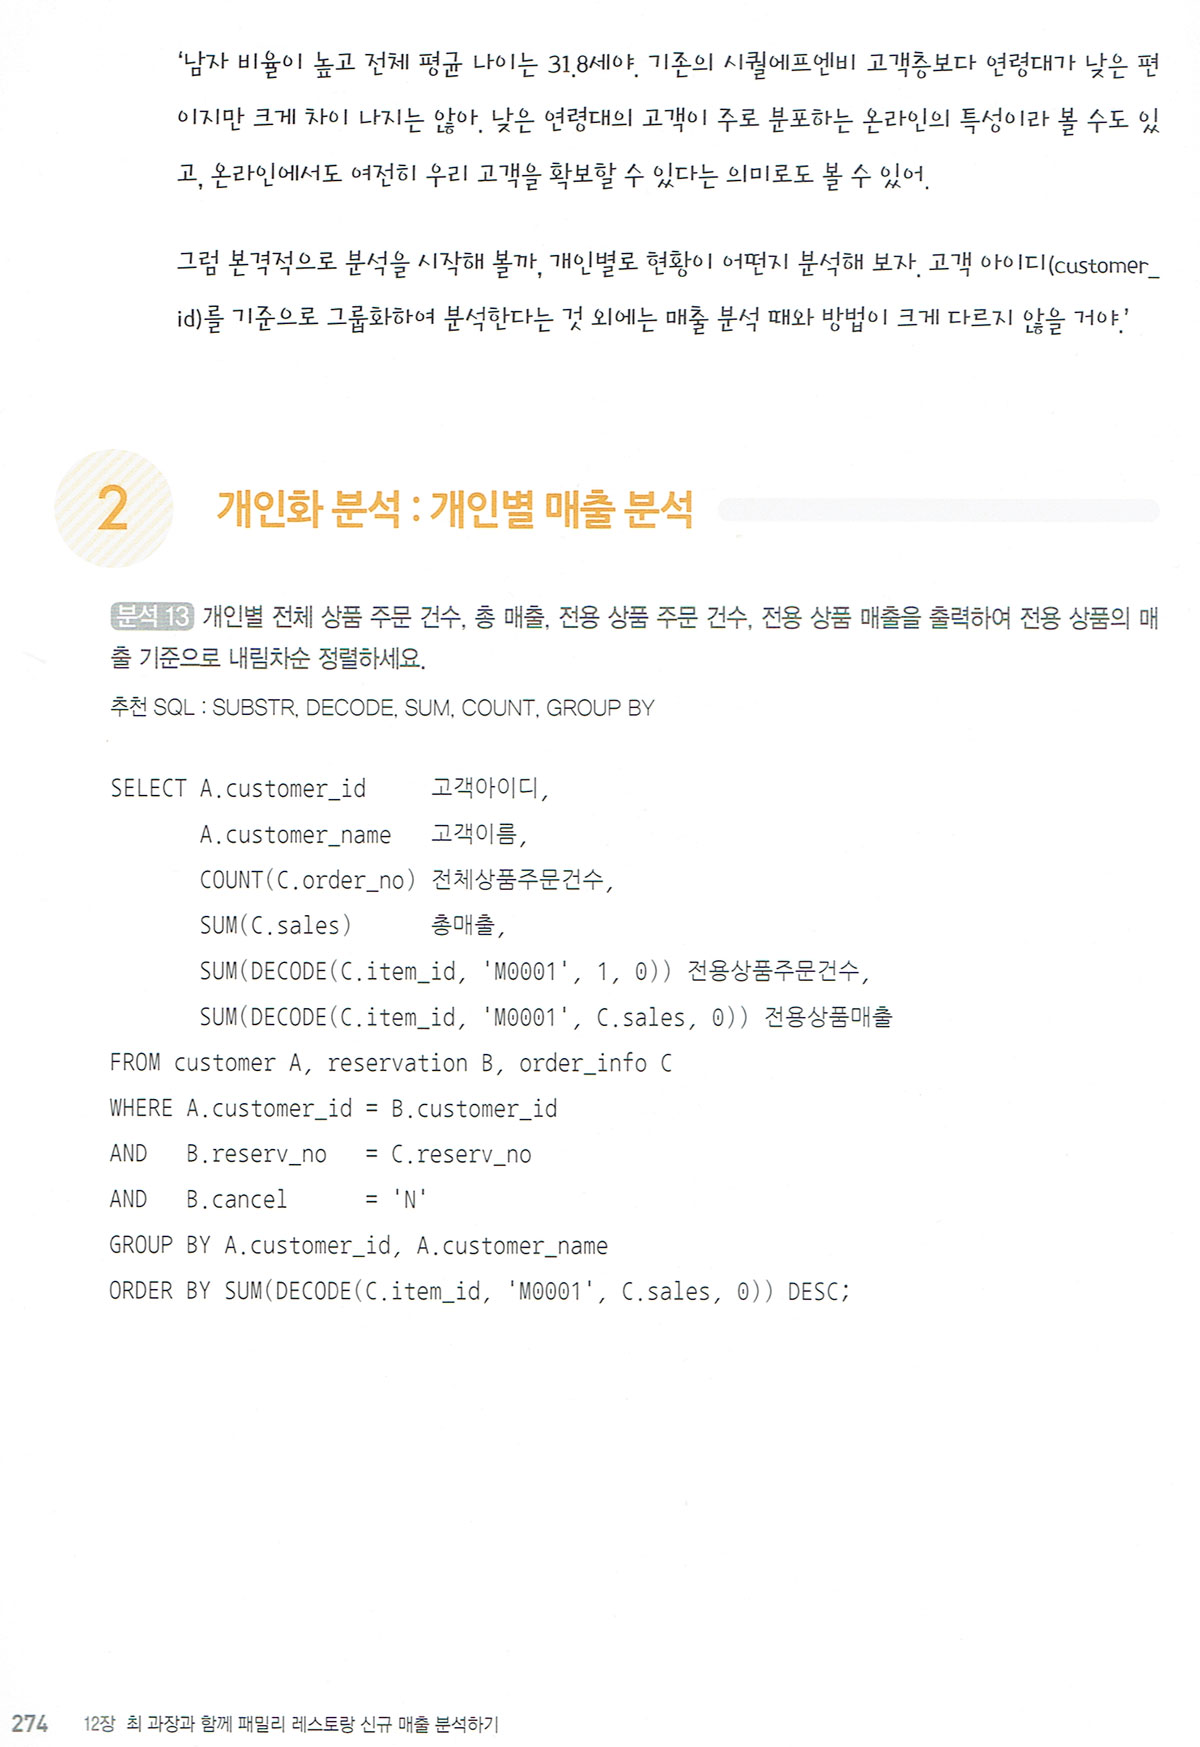 ‘남자 비율이 높고 전체 평균 나이는 31.8세야. 기존의 시퀄에프엔비 고객층보다 연령대가 낮은 편
이지만 크게 차이 나지는 않아. 낮은 연령대의 고객이 주로 분포하는 온라인의 특성이라 볼 수도 있
고, 온라인에서도 여전히 우리 고객을 확보할 수 있다는 의미로도 볼 수 있어.
그럼 본격적으로 분석을 시작해 볼까, 개인별로 현황이 어떤지 분석해 보자. 고객 아이디(customer_
id)를 기준으로 그룹화하여 분석한다는 것 외에는 매출 분석 때와 방법이 크게 다르지 않을 거야.’
2 개인화 분석 : 개인별 매출 분석
분석 13 개인별 전체 상품 주문 건수, 총 매출, 전용 상품 주문 건수, 전용 상품 매출을 출력하여 전용 상품의 매
출 기준으로 내림차순 정렬하세요.
추천 SQL : SUBSTR, DECODE, SUM, COUNT, GROUP BY
SELECT A.customer_id 고객아이디,
A.customer_name 고객이름,
COUNT(C.order_no) 전체상품주문건수,
SUM(C.sales) 총매출,
SUM(DECODE(C.item_id, 'M0001', 1, 0)) 전용상품주문건수,
SUM(DECODE(C.item_id, 'M0001', C.sales, 0)) 전용상품매출
FROM customer A, reservation B, order_info C
WHERE A.customer_id = B.customer_id
AND B.reserv_no = C.reserv_no
AND B.cancel = 'N'
GROUP BY A.customer_id, A.customer_name
ORDER BY SUM(DECODE(C.item_id, 'M0001', C.sales, 0)) DESC;
274 12장 최 과장과 함께 패밀리 레스토랑 신규 매출 분석하기